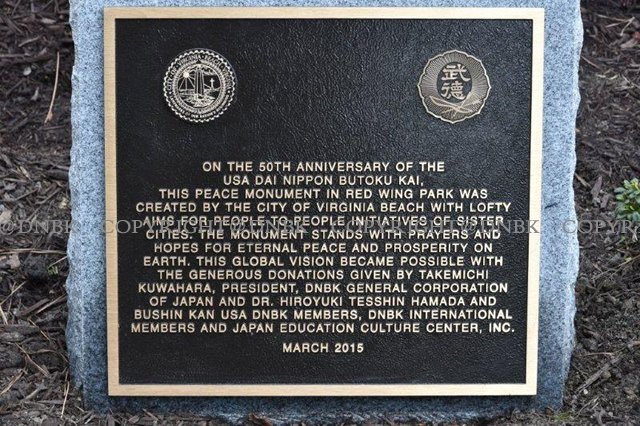 武
德
ON THE 50TH ANNIVERSARY OF THE
USA DAI NIPPON BUTOKU KAI,
THIS PEACE MONUMENT IN RED WING PARK WAS
CREATED BY THE CITY OF VIRGINIA BEACH WITH LOFTY
AIMS FOR PEOPLE TO PEOPLE INITIATIVES OF SISTER
CITIES. THE MONUMENT STANDS WITH PRAYERS AND
HOPES FOR ETERNAL PEACE AND PROSPERITY ON
EARTH. THIS GLOBAL VISION BECAME POSSIBLE WITH
THE GENEROUS DONATIONS GIVEN BY TAKEMICHI
KUWAHARA, PRESIDENT, DNBK GENERAL CORPORATION
OF JAPAN AND DR. HIROYUKI TESSHIN HAMADA AND
BUSHIN KAN USA DNBK MEMBERS, DNBK INTERNATIONAL
MEMBERS AND JAPAN EDUCATION CULTURE CENTER, INC.
MARCH 2015